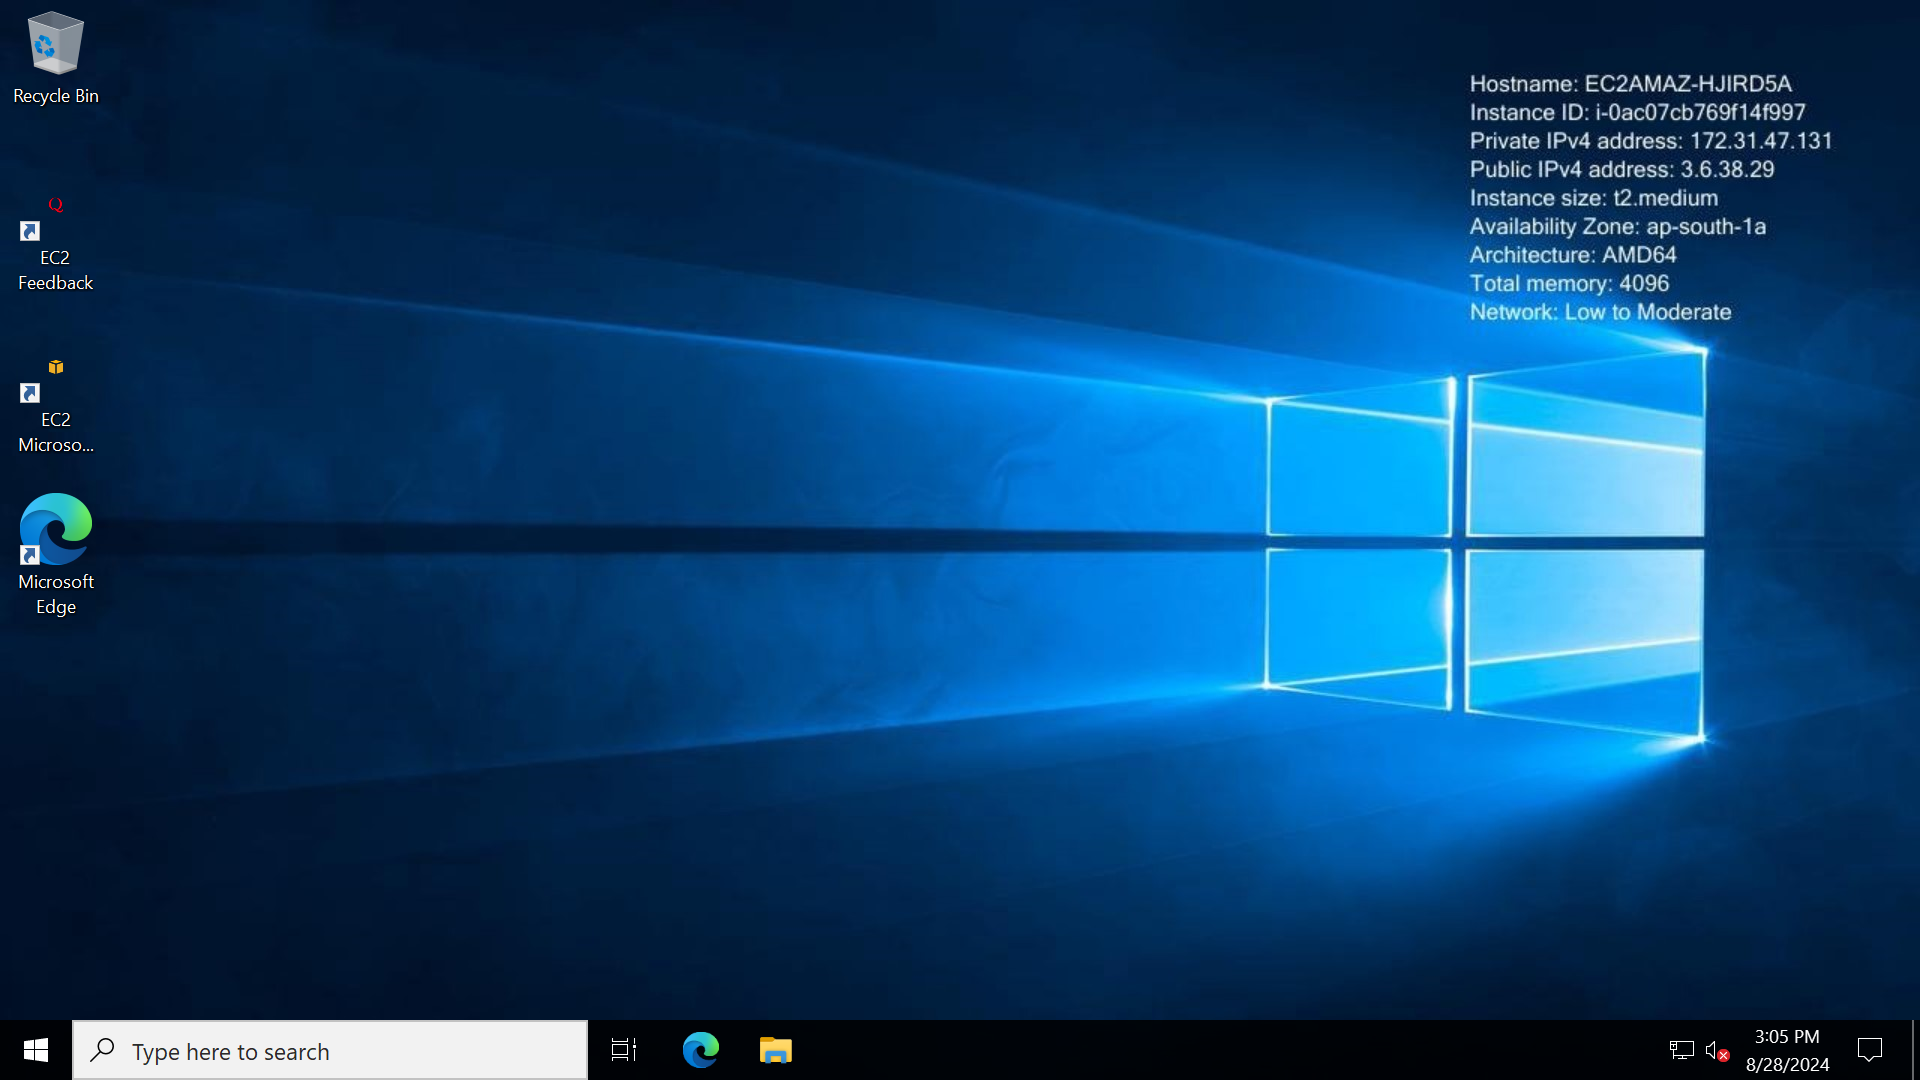 Recycle Bin
Hostname: EC2AMAZ-HJIRD5A
Instance ID: i-0ac07cb769f14f997
Private IPv4 address: 172.31.47.131
Public IPv4 address: 3.6.38.29
Instance size: t2.medium
Availability Zone: ap-south-1a
Architecture: AMD64
Total memory: 4096
Network: Low to Moderate
Q
EC2
Feedback
EC2
Microso...
Microsoft
Edge
Type here to search
3:05 PM
8/28/2024